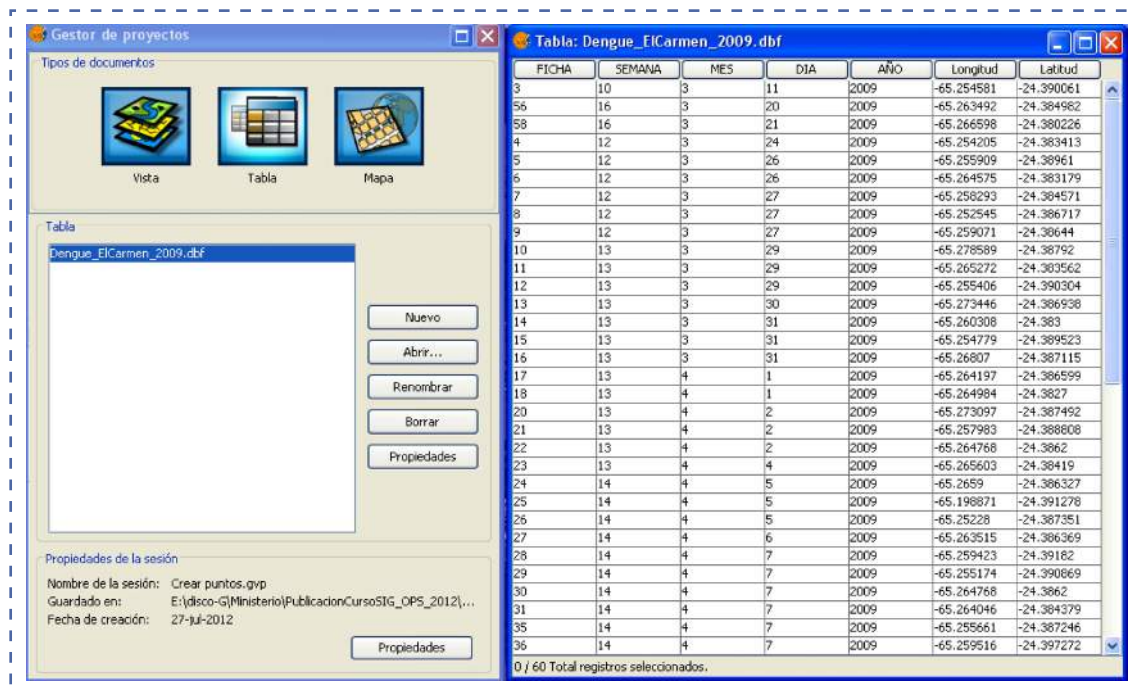 Gestor de proyectos
Tipos de documentos
Vista Tabla Mapa
Tabla
Dengue_ElCarmen_2009.dbf
Nuevo
Abrir...
Renombrar
Borrar
Propiedades
Propiedades de la sesión
Nombre de la sesión: Crear puntos.gvp
Guardado en: E:\disco-G\Ministerio\PublicacionCursoSIG_OPS_2012\...
Fecha de creación: 27-jul-2012
Propiedades
Tabla: Dengue_ElCarmen_2009.dbf
FICHA SEMANA MES DIA AÑO Longitud Latitud
3 10 3 11 2009 -65.254581 -24.390061
56 16 3 20 2009 -65.263492 -24.384982
58 16 3 21 2009 -65.266598 -24.380226
4 12 3 24 2009 -65.254205 -24.383413
5 12 3 26 2009 -65.255909 -24.38961
6 12 3 26 2009 -65.264575 -24.383179
7 12 3 27 2009 -65.258293 -24.384571
8 12 3 27 2009 -65.252545 -24.386717
9 12 3 27 2009 -65.259071 -24.38644
10 13 3 29 2009 -65.278589 -24.38792
11 13 3 29 2009 -65.265272 -24.383562
12 13 3 29 2009 -65.255406 -24.390304
13 13 3 30 2009 -65.273446 -24.386938
14 13 3 31 2009 -65.260308 -24.383
15 13 3 31 2009 -65.254779 -24.389523
16 13 3 31 2009 -65.26807 -24.387115
17 13 4 1 2009 -65.264197 -24.386599
18 13 4 1 2009 -65.264984 -24.3827
20 13 4 2 2009 -65.273097 -24.387492
21 13 4 2 2009 -65.257983 -24.388808
22 13 4 2 2009 -65.264768 -24.3862
23 13 4 4 2009 -65.265603 -24.38419
24 14 4 5 2009 -65.2659 -24.386327
25 14 4 5 2009 -65.198871 -24.391278
26 14 4 5 2009 -65.25228 -24.387351
27 14 4 6 2009 -65.263515 -24.386369
28 14 4 7 2009 -65.259423 -24.39182
29 14 4 7 2009 -65.255174 -24.390869
30 14 4 7 2009 -65.264768 -24.3862
31 14 4 7 2009 -65.264046 -24.384379
35 14 4 7 2009 -65.255661 -24.387246
36 14 4 7 2009 -65.259516 -24.397272
0 / 60 Total registros seleccionados.